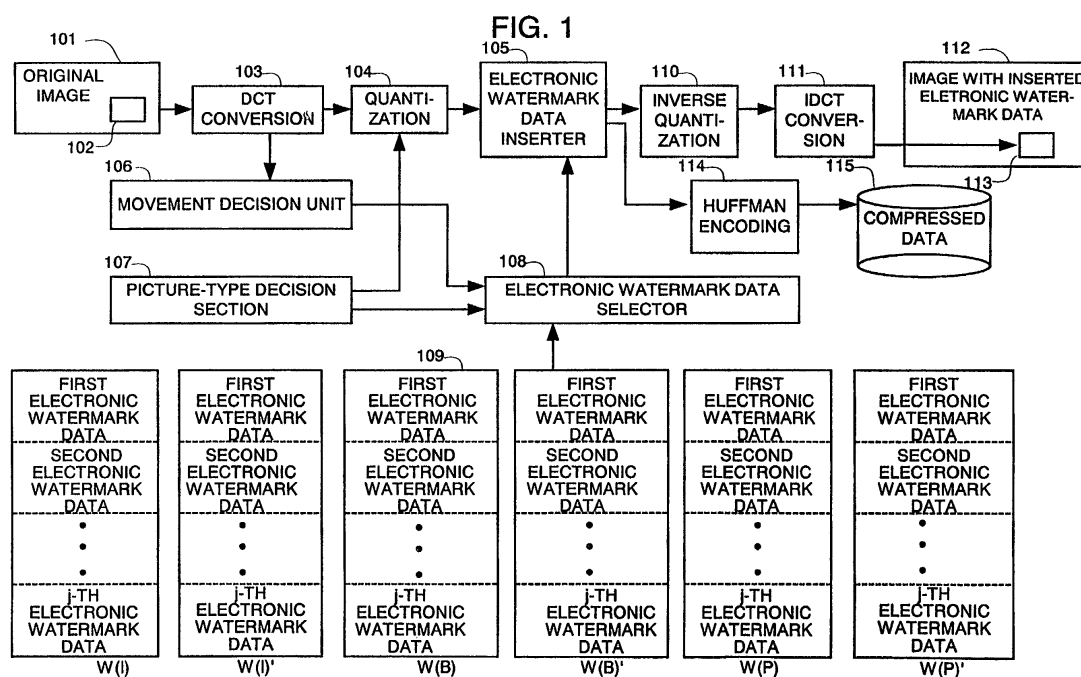 FIG. 1
101
ORIGINAL
IMAGE
102
103
DCT
CONVERSION
104
QUANTI-
ZATION
105
ELECTRONIC
WATERMARK
DATA
INSERTER
110
INVERSE
QUANTI-
ZATION
111
IDCT
CONVER-
SION
112
IMAGE WITH INSERTED
ELETRONIC WATER-
MARK DATA
113
106
MOVEMENT DECISION UNIT
114
HUFFMAN
ENCODING
115
COMPRESSED
DATA
107
PICTURE-TYPE DECISION
SECTION
108
ELECTRONIC WATERMARK DATA
SELECTOR
109
FIRST
ELECTRONIC
WATERMARK
DATA
SECOND
ELECTRONIC
WATERMARK
DATA
j-TH
ELECTRONIC
WATERMARK
DATA
W(I)
FIRST
ELECTRONIC
WATERMARK
DATA
SECOND
ELECTRONIC
WATERMARK
DATA
j-TH
ELECTRONIC
WATERMARK
DATA
W(I)'
FIRST
ELECTRONIC
WATERMARK
DATA
SECOND
ELECTRONIC
WATERMARK
DATA
j-TH
ELECTRONIC
WATERMARK
DATA
W(B)
FIRST
ELECTRONIC
WATERMARK
DATA
SECOND
ELECTRONIC
WATERMARK
DATA
j-TH
ELECTRONIC
WATERMARK
DATA
W(B)'
FIRST
ELECTRONIC
WATERMARK
DATA
SECOND
ELECTRONIC
WATERMARK
DATA
j-TH
ELECTRONIC
WATERMARK
DATA
W(P)
FIRST
ELECTRONIC
WATERMARK
DATA
SECOND
ELECTRONIC
WATERMARK
DATA
j-TH
ELECTRONIC
WATERMARK
DATA
W(P)'